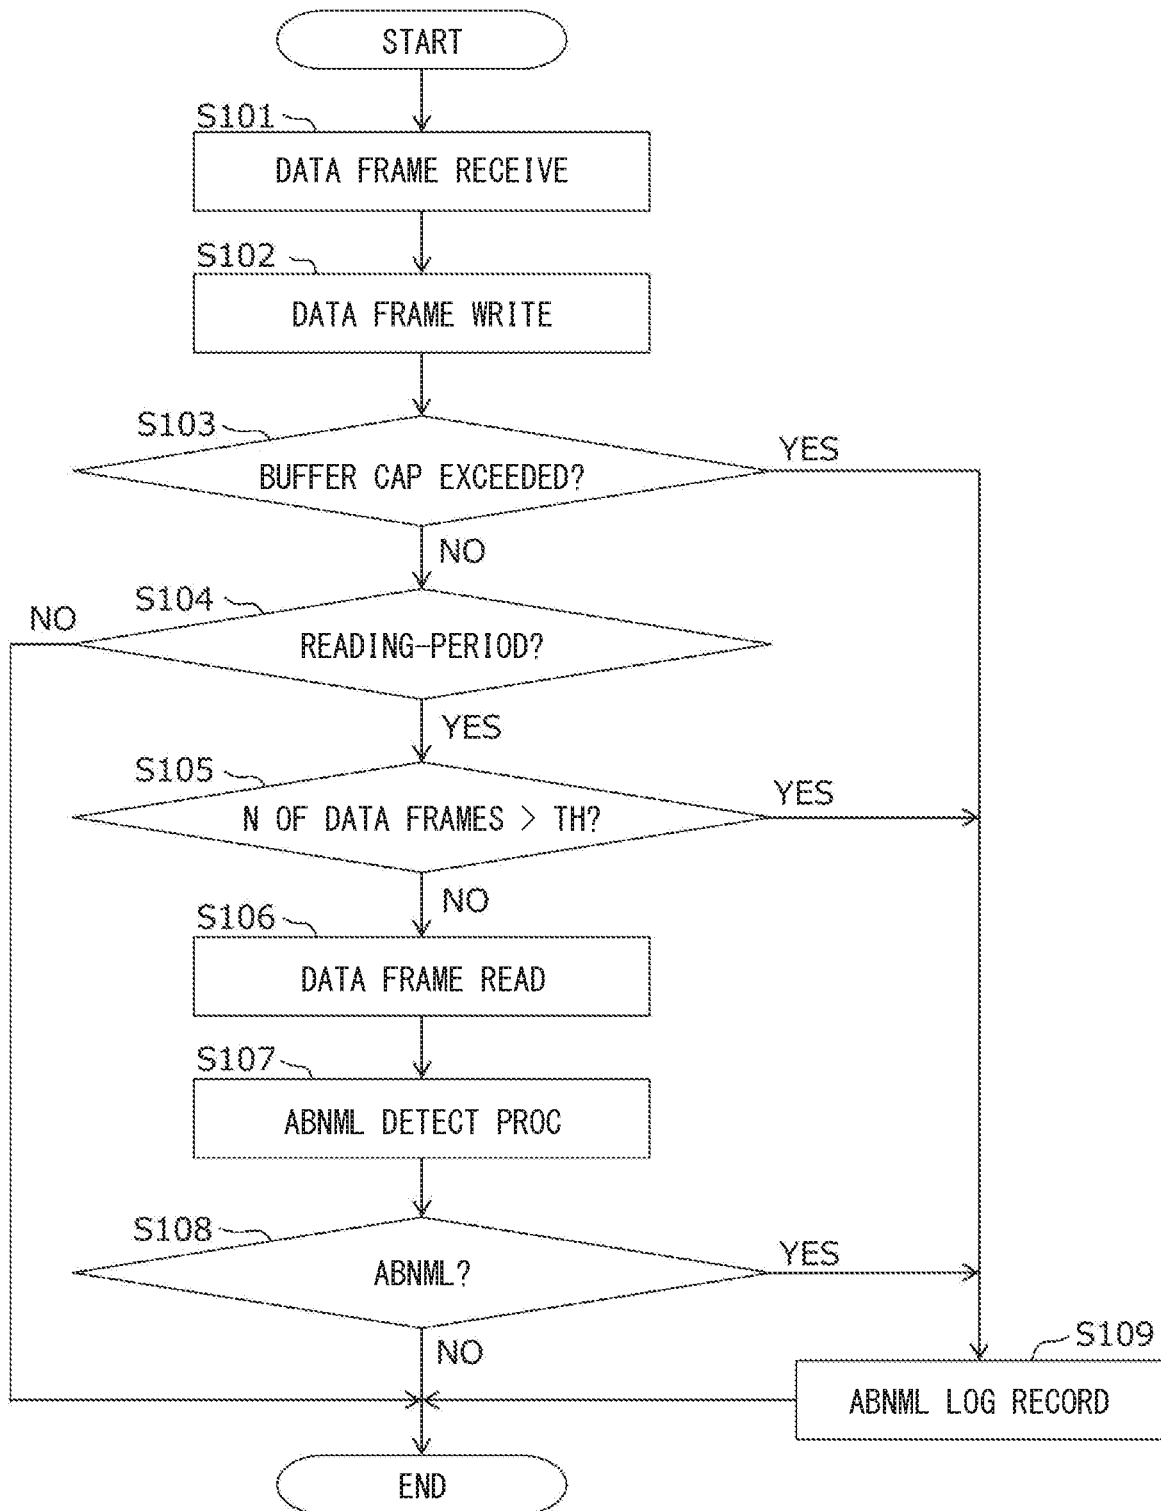 START
S101
DATA FRAME RECEIVE
S102
DATA FRAME WRITE
S103
BUFFER CAP EXCEEDED?
YES
NO
S104
NO
READING-PERIOD?
YES
S105
N OF DATA FRAMES > TH?
YES
NO
S106
DATA FRAME READ
S107
ABNML DETECT PROC
S108
ABNML?
YES
NO
S109
ABNML LOG RECORD
END